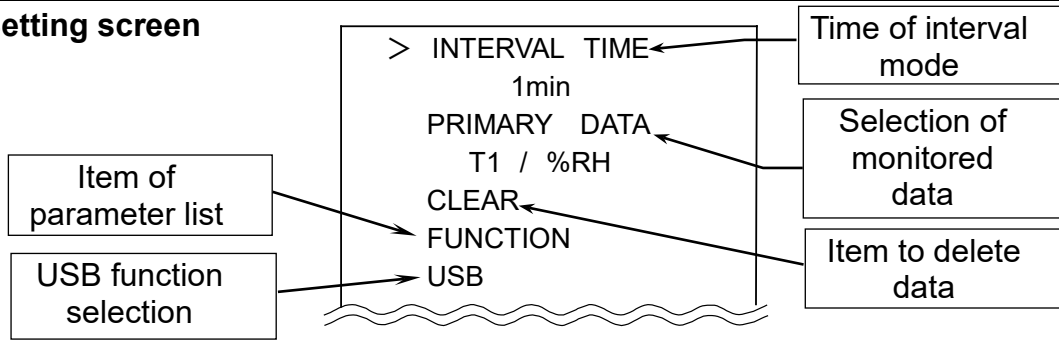 etting screen
> INTERVAL TIME
1min
PRIMARY DATA
T1 / %RH
CLEAR
FUNCTION
USB
Time of interval
mode
Selection of
monitored
data
Item to delete
data
Item of
parameter list
USB function
selection